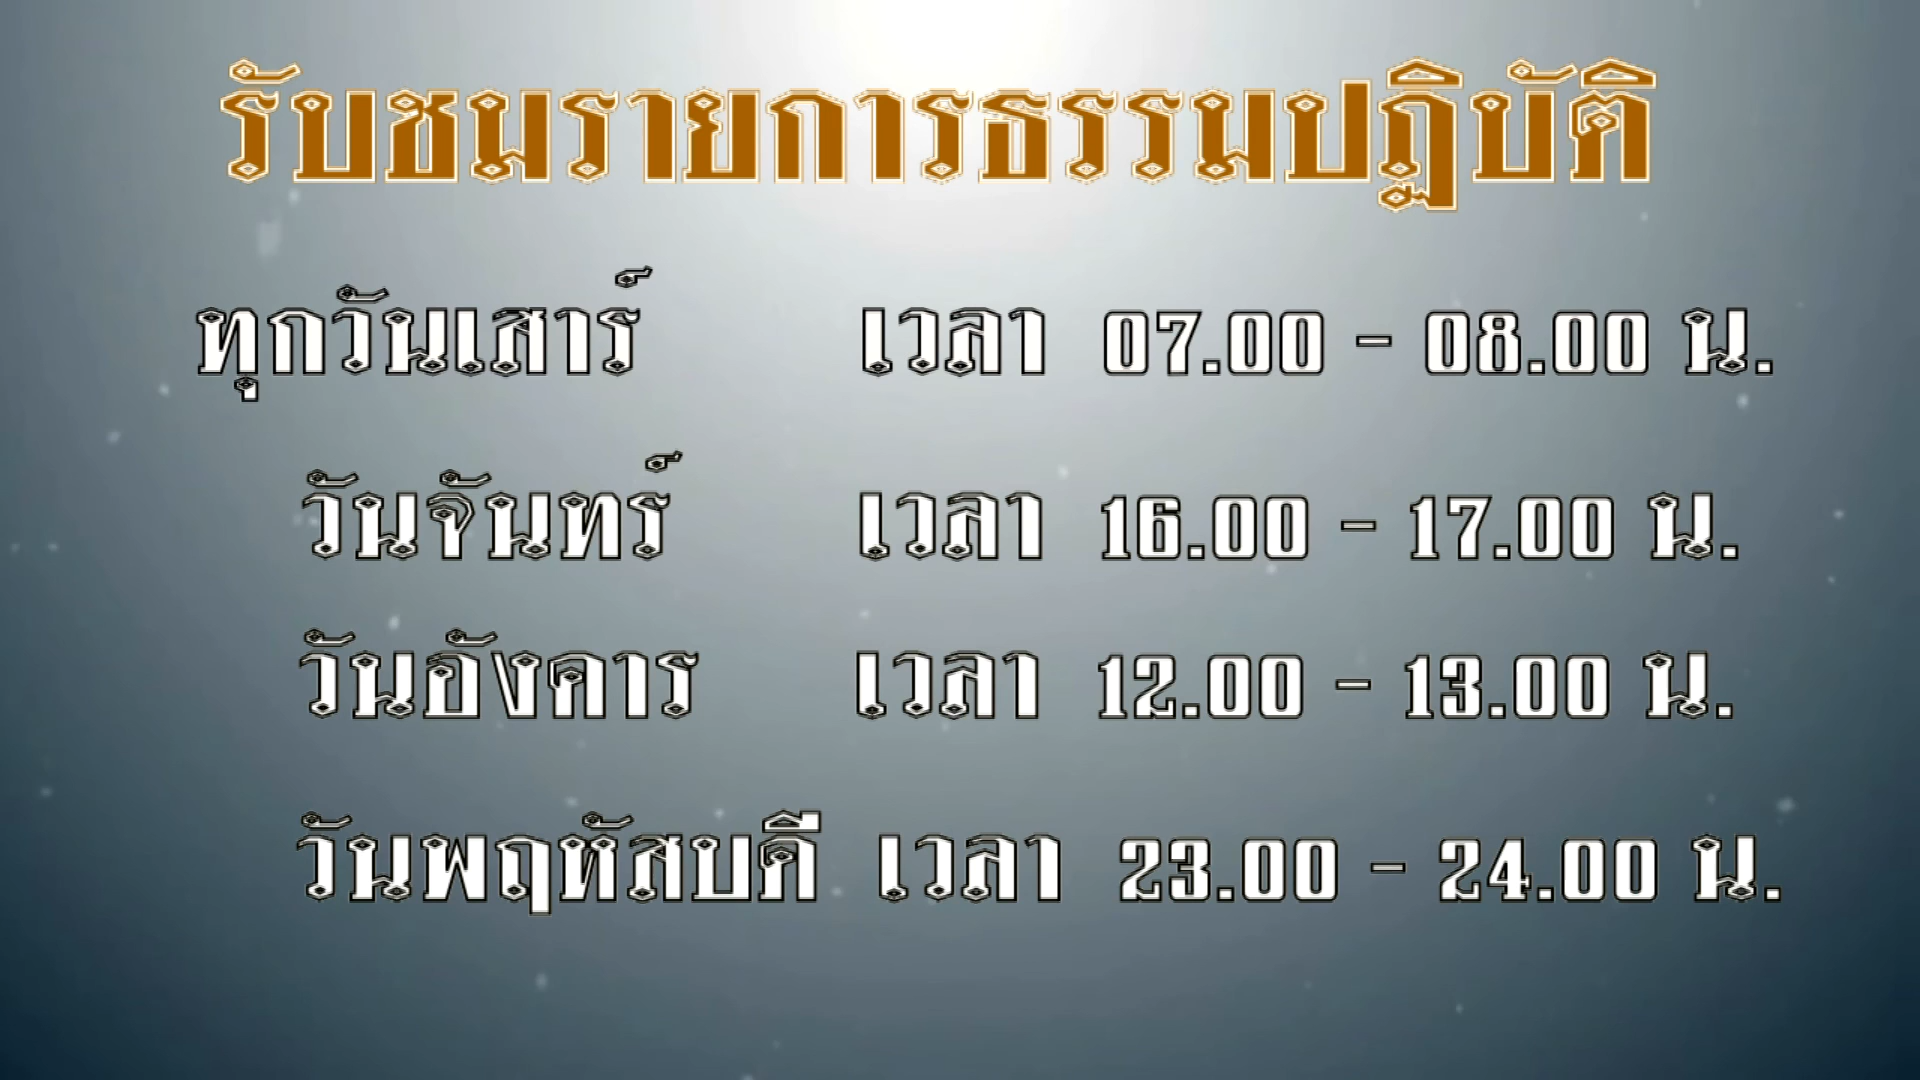 รับชมรายการธรรมปฏิบัติ
ทุกวันเสาร์ เวลา 07.00 - 08.00 น.
วันจันทร์ เวลา 16.00 - 17.00 น.
วันอังคาร เวลา 12.00 - 13.00 น.
วันพฤหัสบดี เวลา 23.00 - 24.00 น.